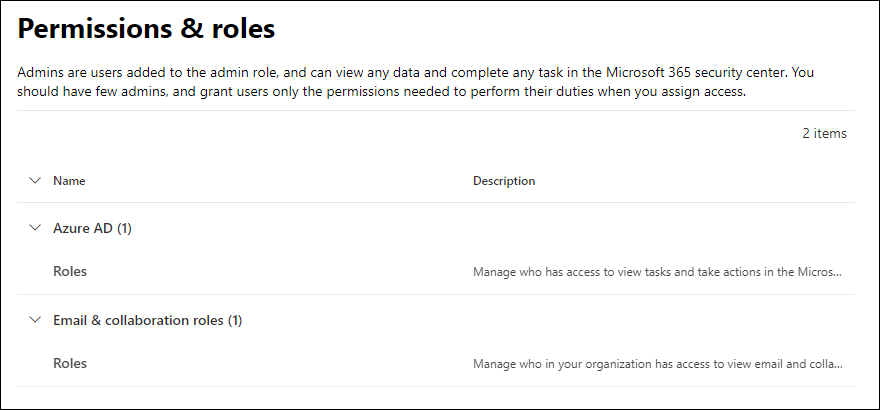 Permissions & roles
Admins are users added to the admin role, and can view any data and complete any task in the Microsoft 365 security center. You
should have few admins, and grant users only the permissions needed to perform their duties when you assign access.
2 items
Name Description
Azure AD (1)
Roles Manage who has access to view tasks and take actions in the Micros...
Email & collaboration roles (1)
Roles Manage who in your organization has access to view email and colla...